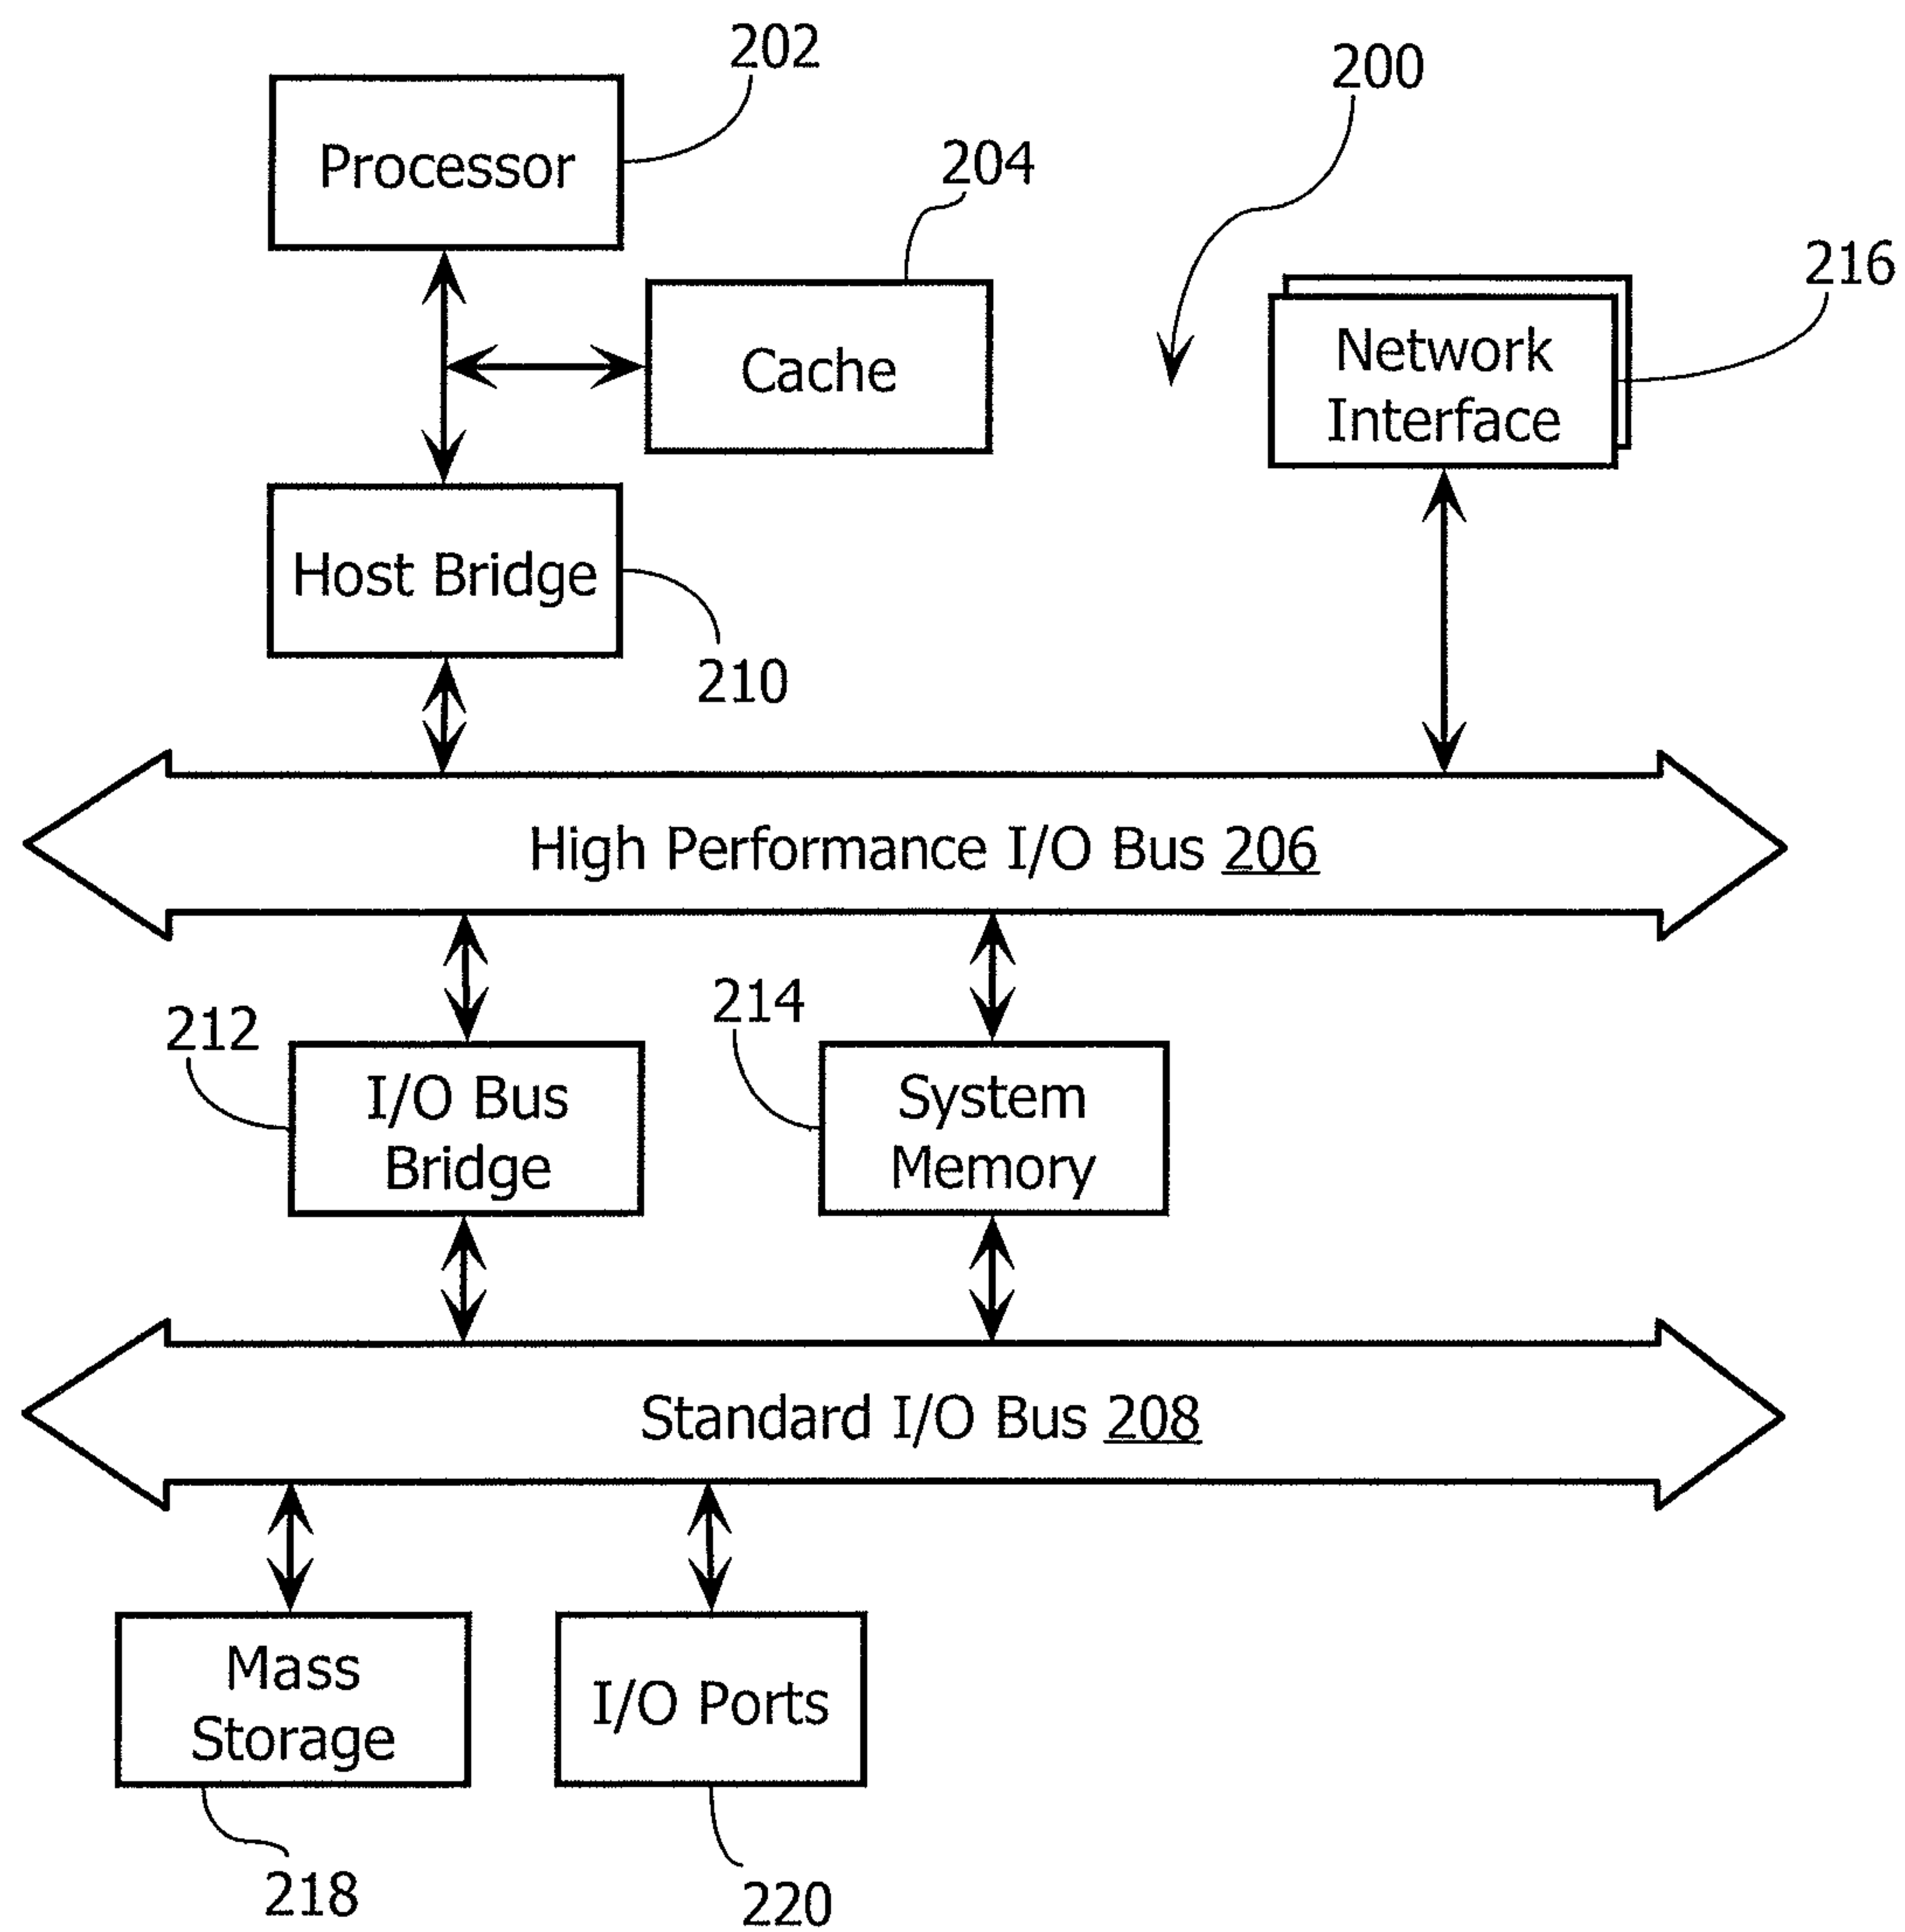 202
200
Processor
204
216
Network
Interface
Cache
Host Bridge
210
High Performance I/O Bus 206
212
214
I/O Bus
Bridge
System
Memory
Standard I/O Bus 208
Mass
Storage
I/O Ports
218
220